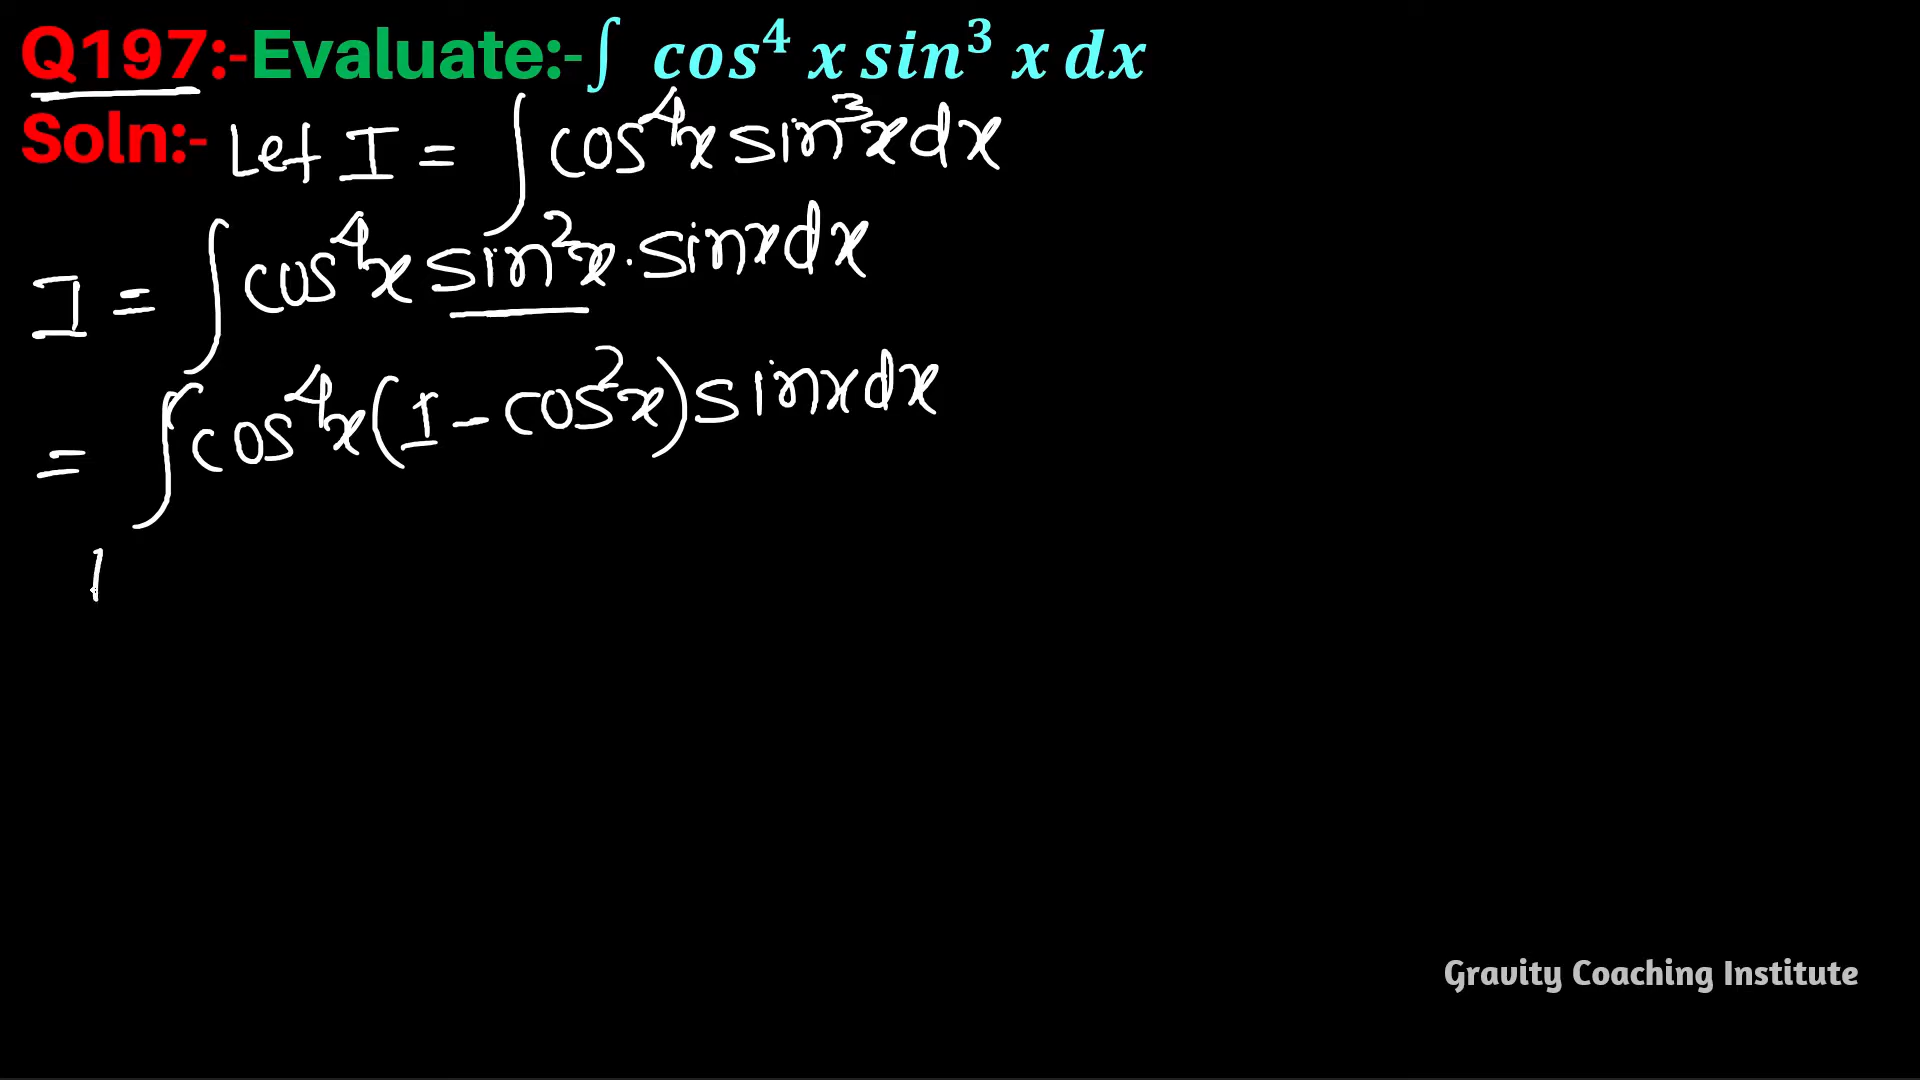 Q197:-Evaluate:-∫ cos⁴ x sin³ x dx
Soln:- Let I = ∫cos⁴x sin³x dx
I = ∫cos⁴x sin²x · sinx dx
= ∫cos⁴x (1 - cos²x) sinx dx
Gravity Coaching Institute